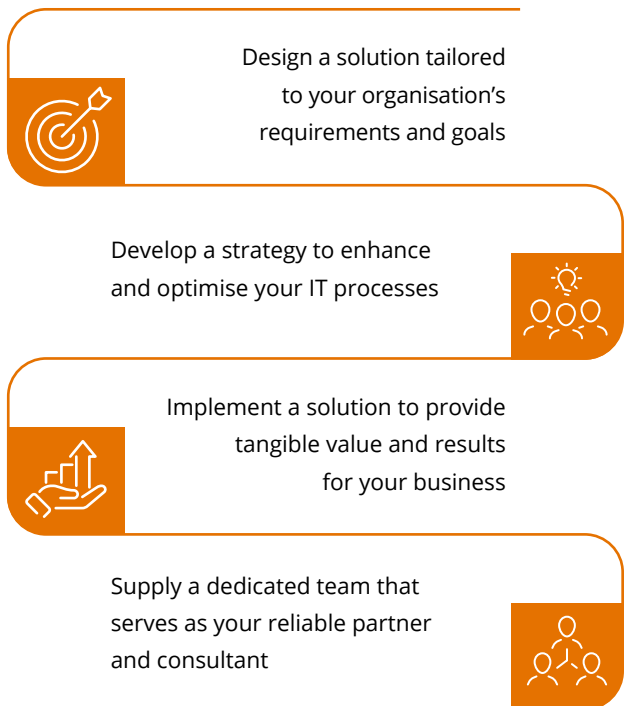 Design a solution tailored
to your organisation’s
requirements and goals
Develop a strategy to enhance
and optimise your IT processes
Implement a solution to provide
tangible value and results
for your business
Supply a dedicated team that
serves as your reliable partner
and consultant